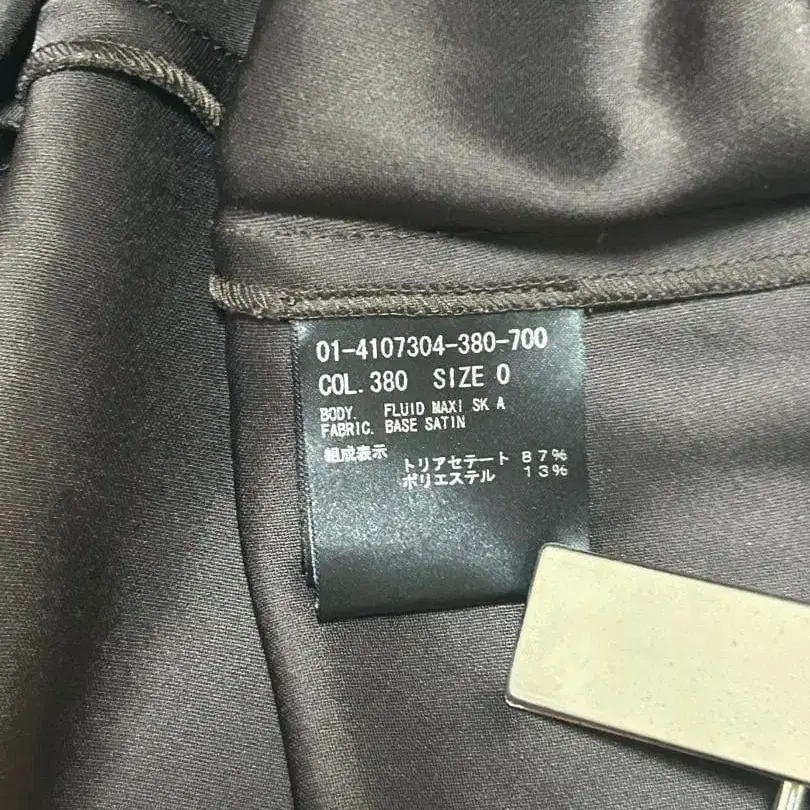 01-4107304-380-700
COL. 380 SIZE 0
BODY. FLUID MAXI SK A
FABRIC. BASE SATIN
組成表示
トリアセテート 87%
ポリエステル 13%